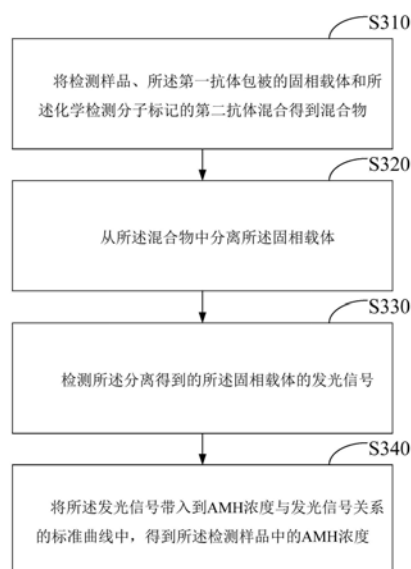 S310
将检测样品、所述第一抗体包被的固相载体和所
述化学检测分子标记的第二抗体混合得到混合物
S320
从所述混合物中分离所述固相载体
S330
检测所述分离得到的所述固相载体的发光信号
S340
将所述发光信号带入到AMH浓度与发光信号关系
的标准曲线中，得到所述检测样品中的AMH浓度